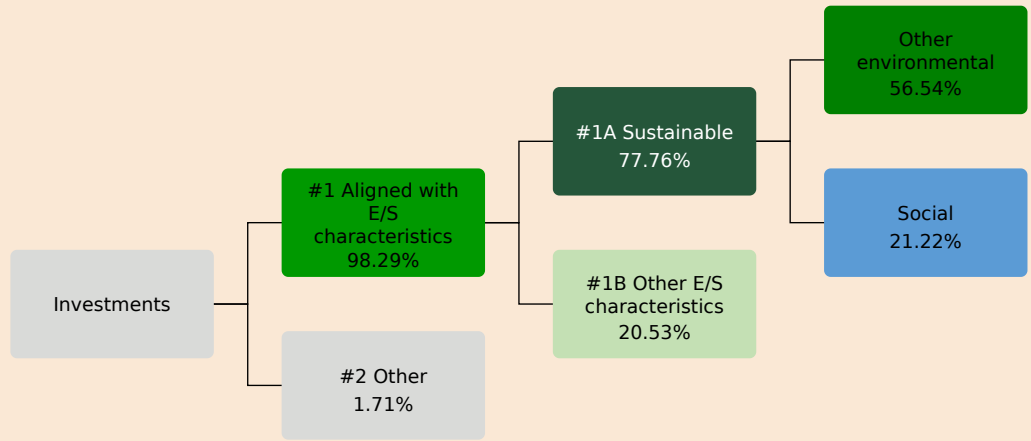 Investments
#1 Aligned with
E/S
characteristics
98.29%
#2 Other
1.71%
#1A Sustainable
77.76%
#1B Other E/S
characteristics
20.53%
Other
environmental
56.54%
Social
21.22%